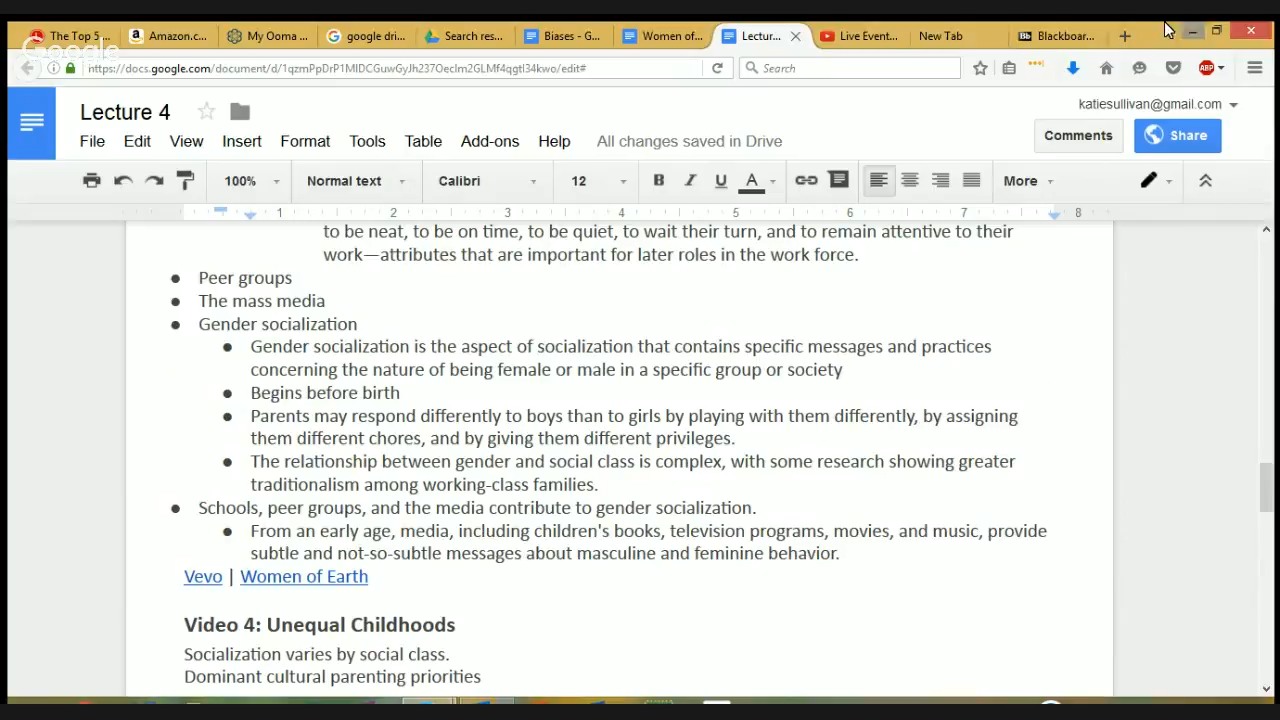 The Top 5 ...
Amazon.c...
My Ooma ...
google dri...
Search res...
Biases - G...
Women of...
Lectur...
Live Event...
New Tab
Blackboar...
Google
https://docs.google.com/document/d/1qzmPpDrP1MIDCGuwGyJh237Oeclm2GLMf4qgtl34kwo/edit#
Search
ABP
Lecture 4
katiesullivan@gmail.com
File Edit View Insert Format Tools Table Add-ons Help All changes saved in Drive
Comments
Share
100% Normal text Calibri 12 B I U A More
1 2 3 4 5 6 7 8
to be neat, to be on time, to be quiet, to wait their turn, and to remain attentive to their
work—attributes that are important for later roles in the work force.
● Peer groups
● The mass media
● Gender socialization
● Gender socialization is the aspect of socialization that contains specific messages and practices
concerning the nature of being female or male in a specific group or society
● Begins before birth
● Parents may respond differently to boys than to girls by playing with them differently, by assigning
them different chores, and by giving them different privileges.
● The relationship between gender and social class is complex, with some research showing greater
traditionalism among working-class families.
● Schools, peer groups, and the media contribute to gender socialization.
● From an early age, media, including children's books, television programs, movies, and music, provide
subtle and not-so-subtle messages about masculine and feminine behavior.
Vevo | Women of Earth
Video 4: Unequal Childhoods
Socialization varies by social class.
Dominant cultural parenting priorities